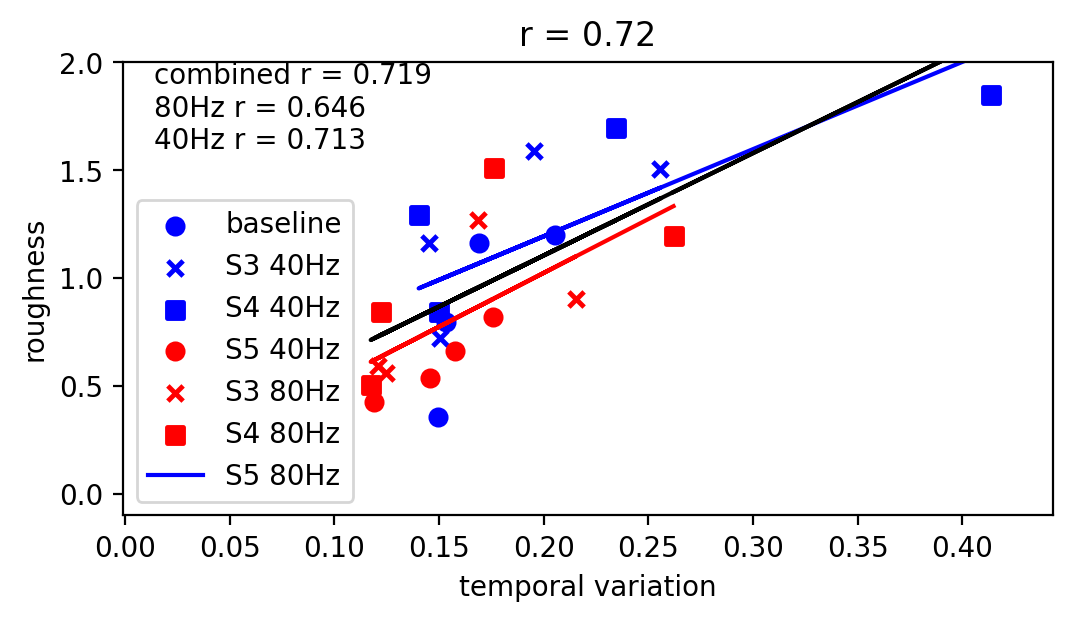 r = 0.72
combined r = 0.719
80Hz r = 0.646
40Hz r = 0.713
baseline
S3 40Hz
S4 40Hz
S5 40Hz
S3 80Hz
S4 80Hz
S5 80Hz
roughness
2.0
1.5
1.0
0.5
0.0
0.00 0.05 0.10 0.15 0.20 0.25 0.30 0.35 0.40
temporal variation